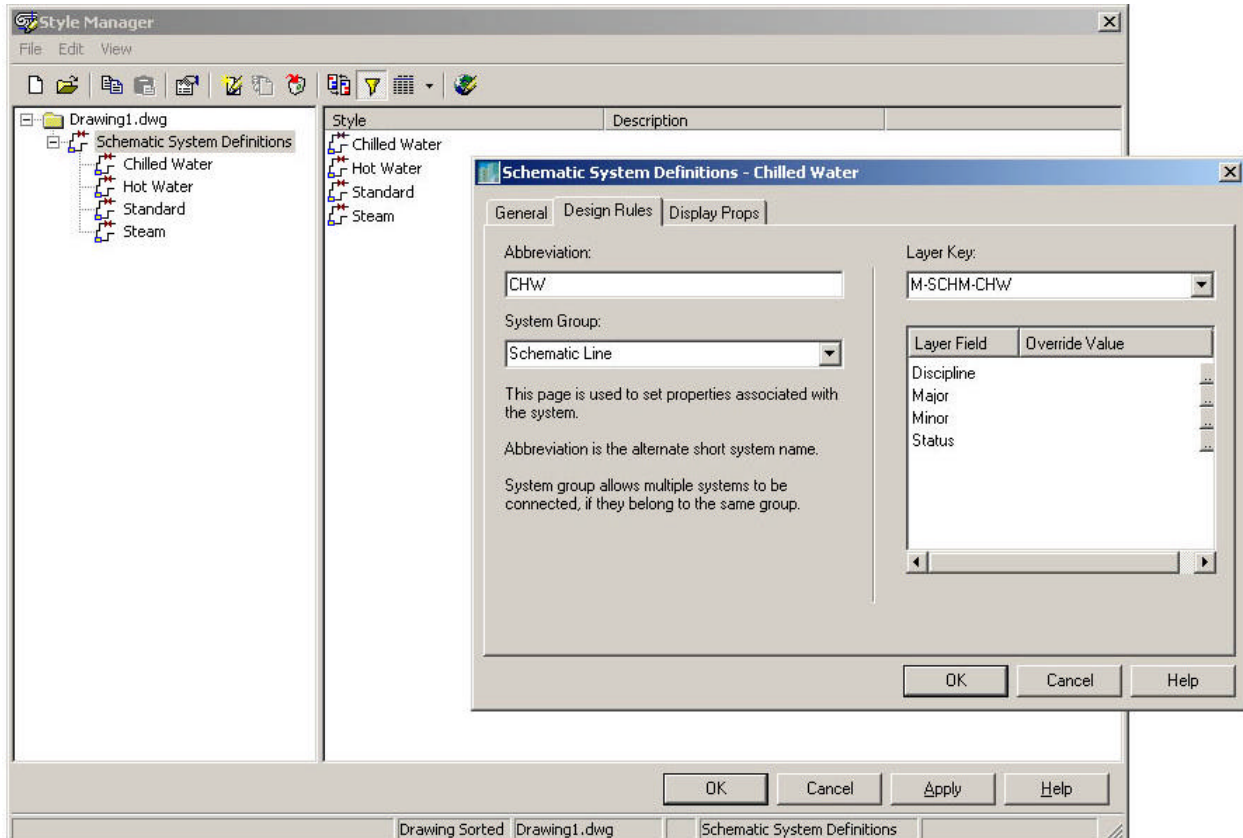 Style Manager
File Edit View
Drawing1.dwg
Schematic System Definitions
Chilled Water
Hot Water
Standard
Steam
Style Description
Chilled Water
Hot Water
Standard
Steam
Schematic System Definitions - Chilled Water
General Design Rules Display Props
Abbreviation:
CHW
System Group:
Schematic Line
This page is used to set properties associated with
the system.
Abbreviation is the alternate short system name.
System group allows multiple systems to be
connected, if they belong to the same group.
Layer Key:
M-SCHM-CHW
Layer Field Override Value
Discipline ..
Major ..
Minor ..
Status ..
OK Cancel Help
OK Cancel Apply Help
Drawing Sorted Drawing1.dwg Schematic System Definitions